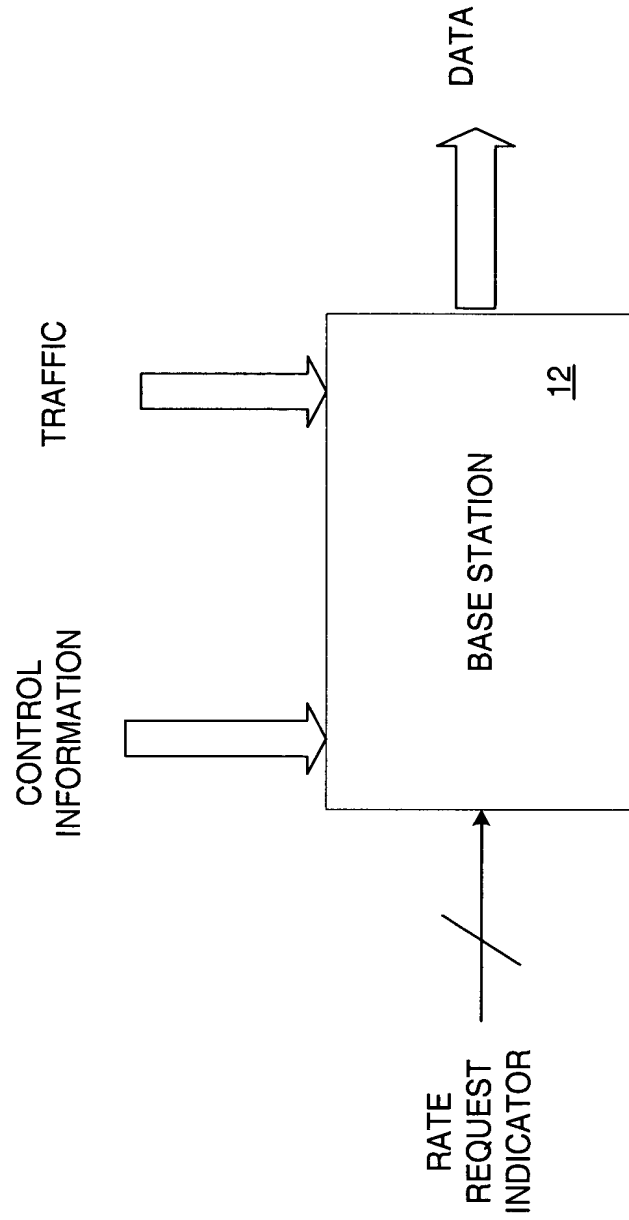 CONTROL
INFORMATION
TRAFFIC
RATE
REQUEST
INDICATOR
BASE STATION
12
DATA